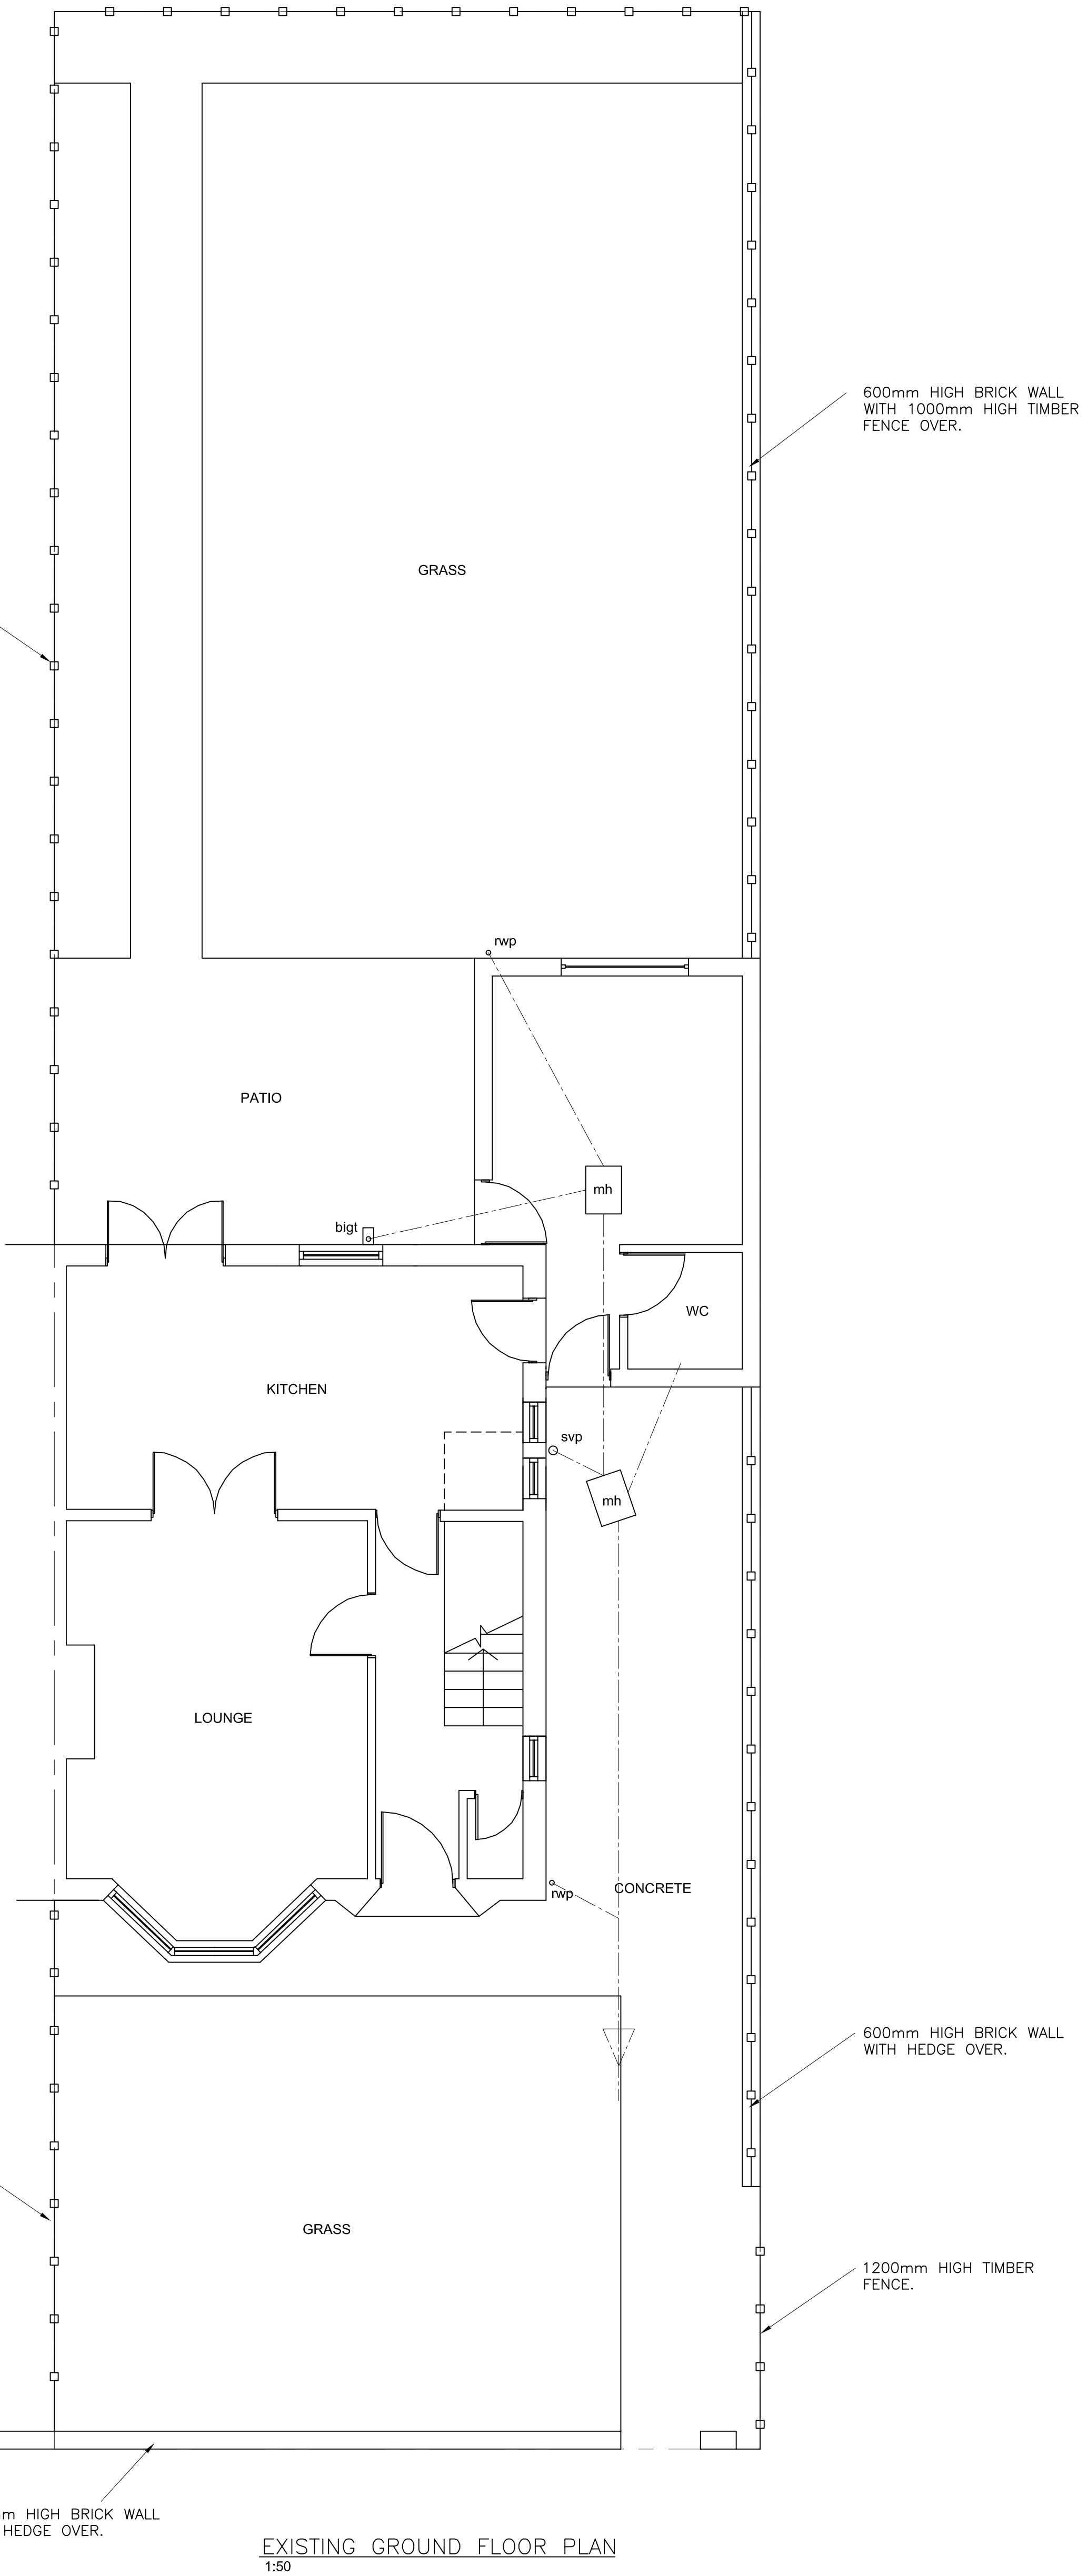 600mm HIGH BRICK WALL
WITH 1000mm HIGH TIMBER
FENCE OVER.
GRASS
rwp
PATIO
mh
bigt
WC
KITCHEN
svp
mh
LOUNGE
rwp
CONCRETE
600mm HIGH BRICK WALL
WITH HEDGE OVER.
GRASS
1200mm HIGH TIMBER
FENCE.
m HIGH BRICK WALL
HEDGE OVER.
EXISTING GROUND FLOOR PLAN
1:50